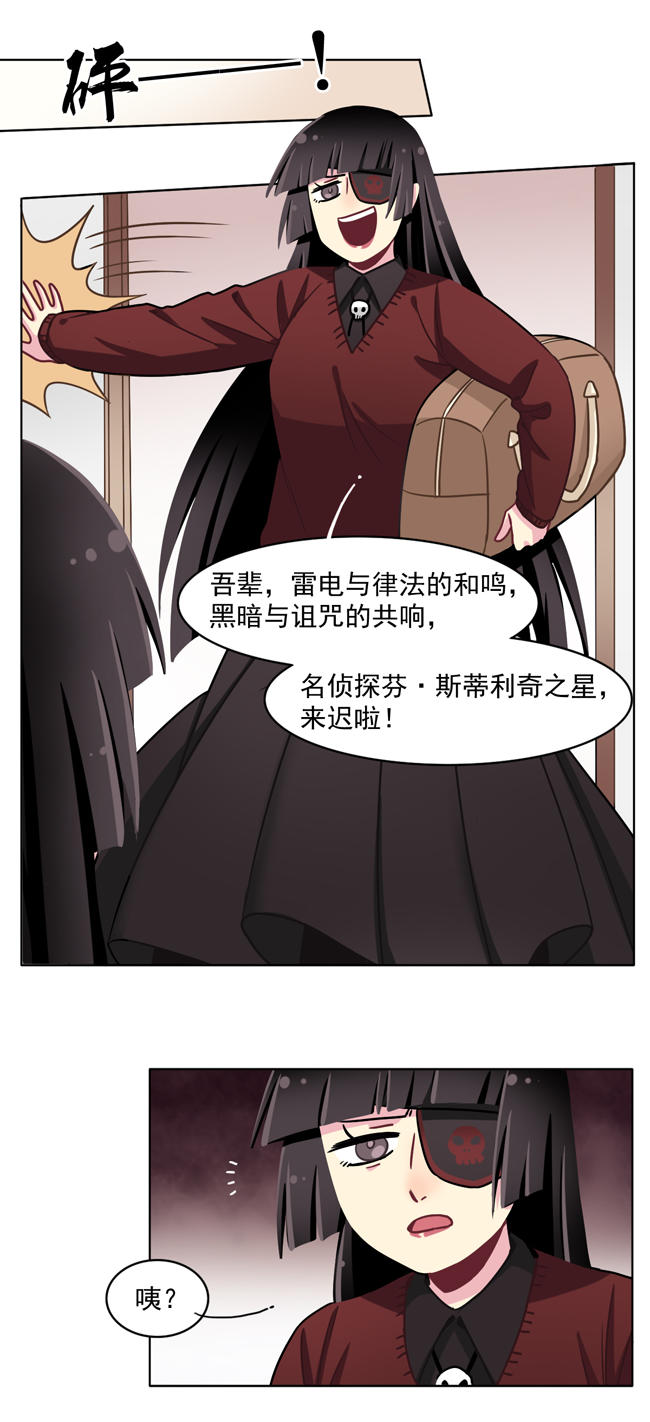 砰——！
吾辈，雷电与律法的和鸣，
黑暗与诅咒的共响，
名侦探芬·斯蒂利奇之星，
来迟啦！
咦？